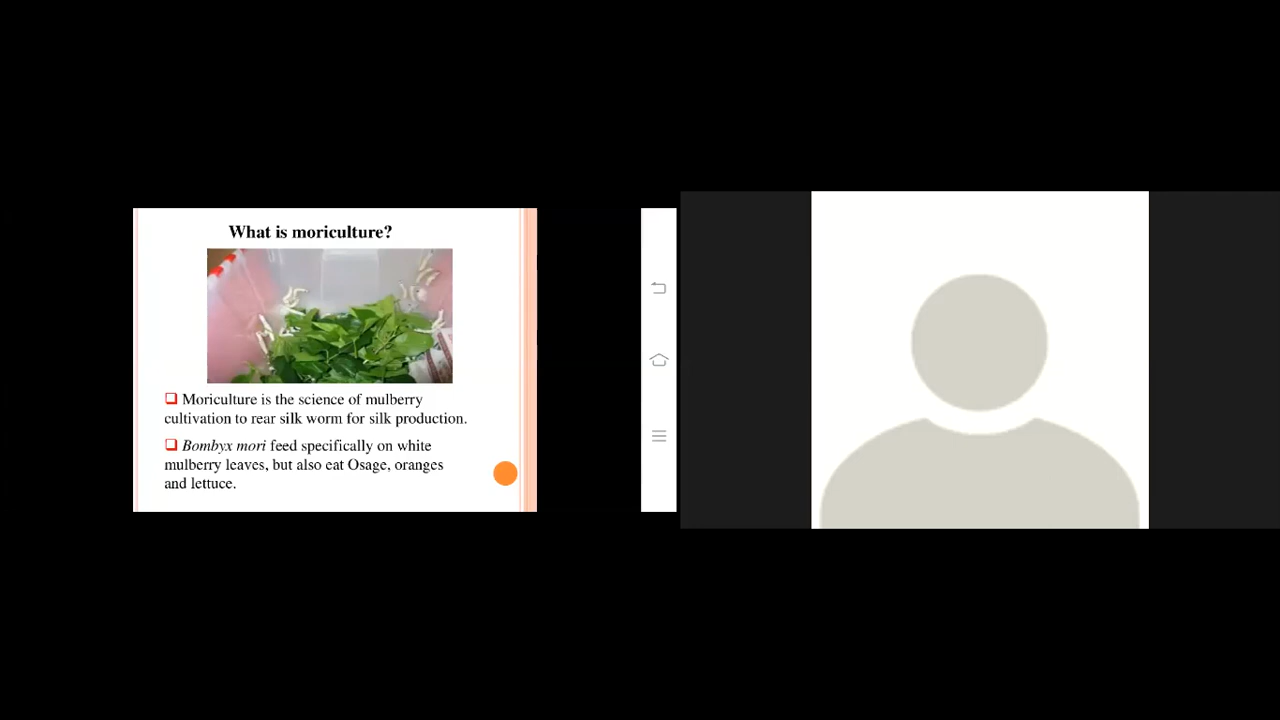 What is moriculture?
❑ Moriculture is the science of mulberry
cultivation to rear silk worm for silk production.
❑ Bombyx mori feed specifically on white
mulberry leaves, but also eat Osage, oranges
and lettuce.